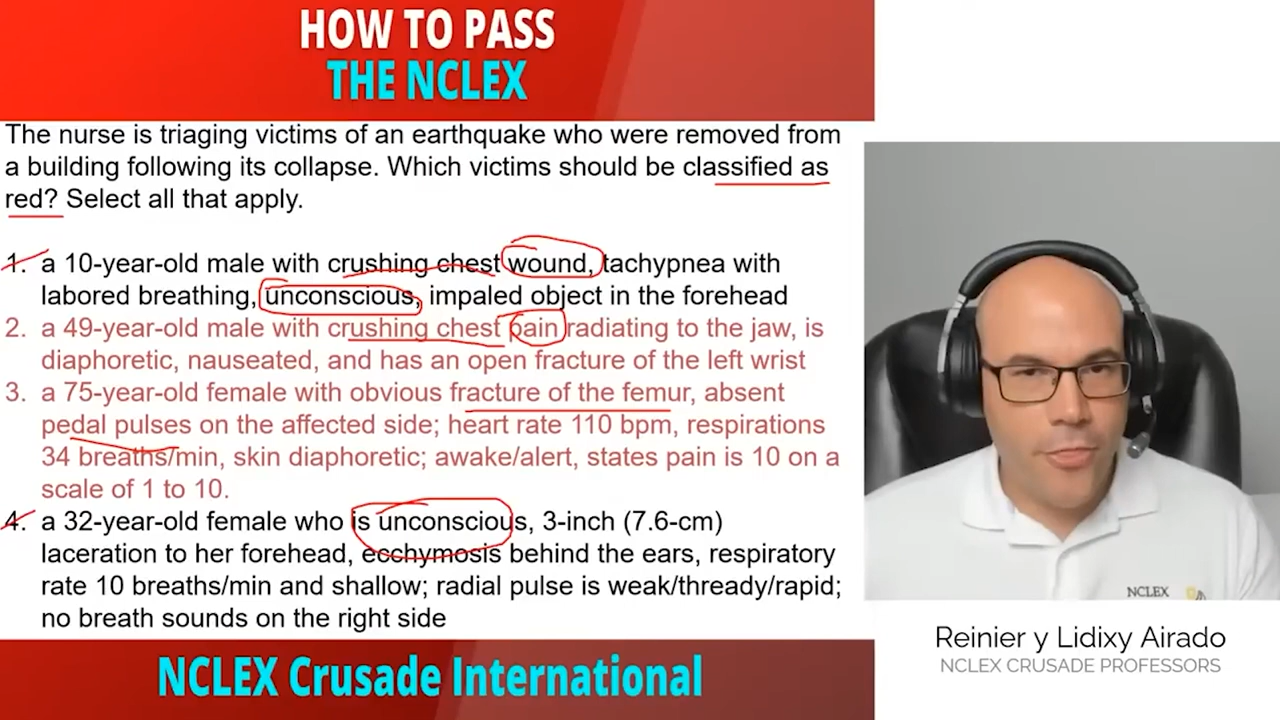 HOW TO PASS
THE NCLEX
The nurse is triaging victims of an earthquake who were removed from
a building following its collapse. Which victims should be classified as
red? Select all that apply.
1. a 10-year-old male with crushing chest wound, tachypnea with
labored breathing, unconscious, impaled object in the forehead
2. a 49-year-old male with crushing chest pain radiating to the jaw, is
diaphoretic, nauseated, and has an open fracture of the left wrist
3. a 75-year-old female with obvious fracture of the femur, absent
pedal pulses on the affected side; heart rate 110 bpm, respirations
34 breaths/min, skin diaphoretic; awake/alert, states pain is 10 on a
scale of 1 to 10.
4. a 32-year-old female who is unconscious, 3-inch (7.6-cm)
laceration to her forehead, ecchymosis behind the ears, respiratory
rate 10 breaths/min and shallow; radial pulse is weak/thready/rapid;
no breath sounds on the right side
NCLEX Crusade International
NCLEX
Reinier y Lidixy Airado
NCLEX CRUSADE PROFESSORS